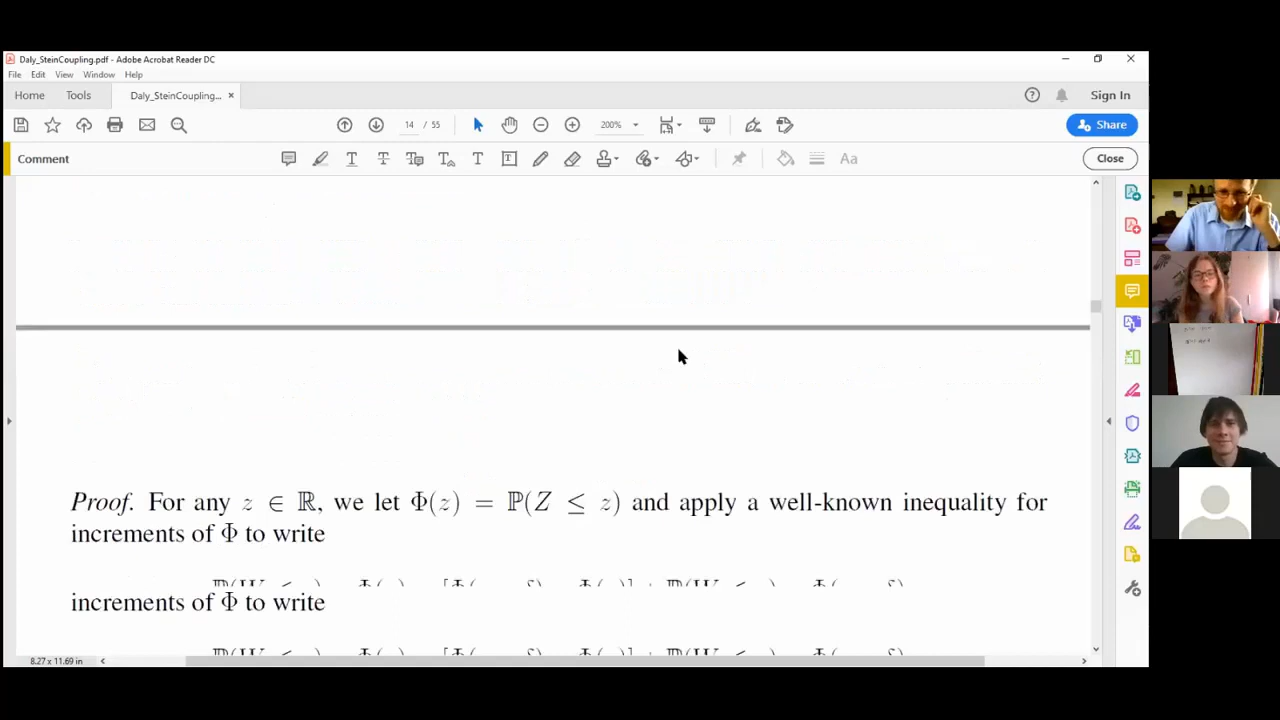 Daly_SteinCoupling.pdf - Adobe Acrobat Reader DC
File Edit View Window Help
Home Tools Daly_SteinCoupling... × Sign In
14 / 55 200% Share
Comment Aa Close
Proof. For any z ∈ ℝ, we let Φ(z) = ℙ(Z ≤ z) and apply a well-known inequality for
increments of Φ to write
increments of Φ to write
8.27 x 11.69 in